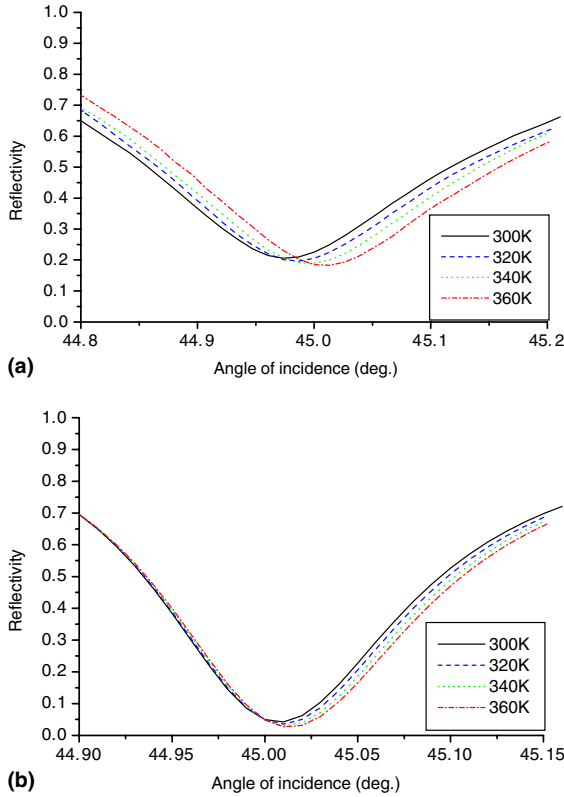 1.0
0.9
0.8
0.7
0.6
0.5
0.4
0.3
0.2
0.1
0.0
Reflectivity
300K
320K
340K
360K
44.8 44.9 45.0 45.1 45.2
(a) Angle of incidence (deg.)
1.0
0.9
0.8
0.7
0.6
0.5
0.4
0.3
0.2
0.1
0.0
Reflectivity
300K
320K
340K
360K
44.90 44.95 45.00 45.05 45.10 45.15
(b) Angle of incidence (deg.)